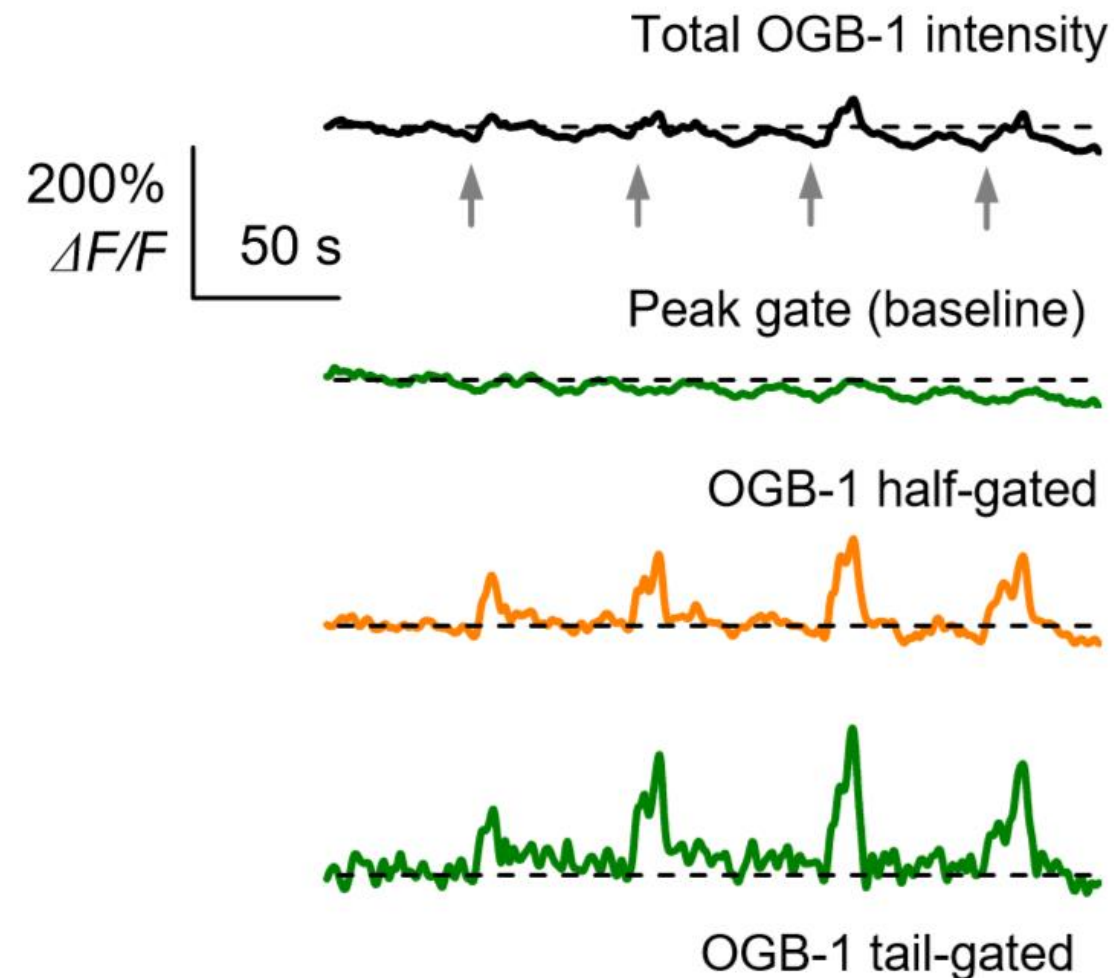 Total OGB-1 intensity
200%
ΔF/F
50 s
Peak gate (baseline)
OGB-1 half-gated
OGB-1 tail-gated